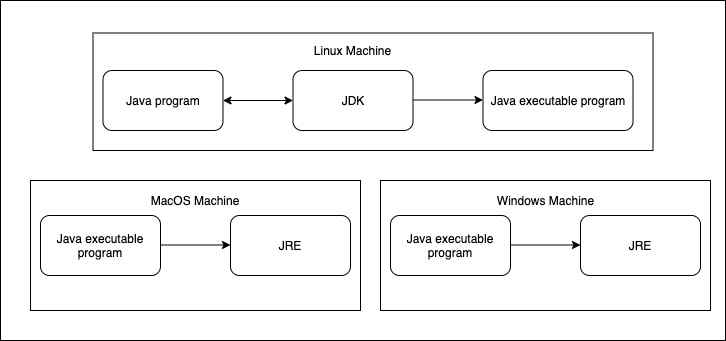 Linux Machine
Java program
JDK
Java executable program
MacOS Machine
Java executable
program
JRE
Windows Machine
Java executable
program
JRE